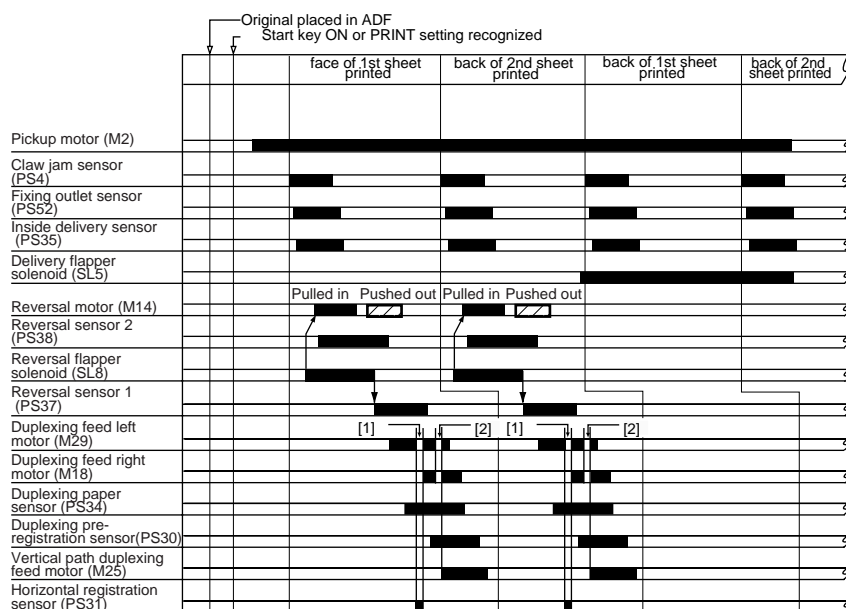 Original placed in ADF
Start key ON or PRINT setting recognized
face of 1st sheet
printed
back of 2nd sheet
printed
back of 1st sheet
printed
back of 2nd
sheet printed
Pickup motor (M2)
Claw jam sensor
(PS4)
Fixing outlet sensor
(PS52)
Inside delivery sensor
(PS35)
Delivery flapper
solenoid (SL5)
Pulled in
Pushed out
Pulled in
Pushed out
Reversal motor (M14)
Reversal sensor 2
(PS38)
Reversal flapper
solenoid (SL8)
Reversal sensor 1
(PS37)
Duplexing feed left
motor (M29)
[1]
[2]
[1]
[2]
Duplexing feed right
motor (M18)
Duplexing paper
sensor (PS34)
Duplexing pre-
registration sensor(PS30)
Vertical path duplexing
feed motor (M25)
Horizontal registration
sensor (PS31)